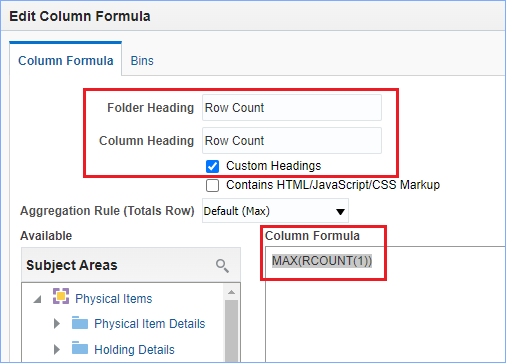 Edit Column Formula
Column Formula
Bins
Folder Heading Row Count
Column Heading Row Count
Custom Headings
Contains HTML/JavaScript/CSS Markup
Aggregation Rule (Totals Row) Default (Max)
Available
Column Formula
Subject Areas
MAX(RCOUNT(1))
Physical Items
Physical Item Details
Holding Details